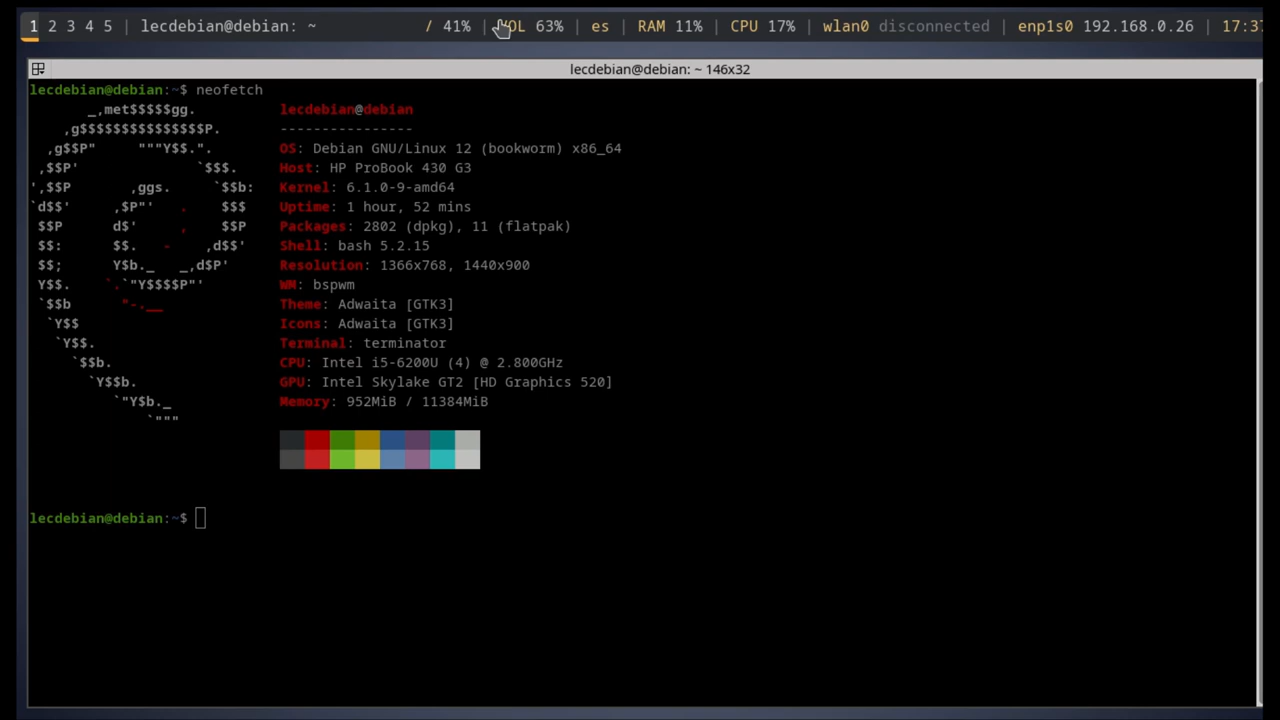 1 2 3 4 5 | lecdebian@debian: ~ / 41% | VOL 63% | es | RAM 11% | CPU 17% | wlan0 disconnected | enp1s0 192.168.0.26 | 17:3
lecdebian@debian: ~ 146x32
lecdebian@debian:~$ neofetch
_,met$$$$$gg. lecdebian@debian
,g$$$$$$$$$$$$$$$P. ----------------
,g$$P" """Y$$.". OS: Debian GNU/Linux 12 (bookworm) x86_64
,$$P' `$$$. Host: HP ProBook 430 G3
',$$P ,ggs. `$$b: Kernel: 6.1.0-9-amd64
`d$$' ,$P"' . $$$ Uptime: 1 hour, 52 mins
$$P d$' , $$P Packages: 2802 (dpkg), 11 (flatpak)
$$: $$. - ,d$$' Shell: bash 5.2.15
$$; Y$b._ _,d$P' Resolution: 1366x768, 1440x900
Y$$. `.`"Y$$$$P"' WM: bspwm
`$$b "-.__ Theme: Adwaita [GTK3]
`Y$$ Icons: Adwaita [GTK3]
`Y$$. Terminal: terminator
`$$b. CPU: Intel i5-6200U (4) @ 2.800GHz
`Y$$b. GPU: Intel Skylake GT2 [HD Graphics 520]
`"Y$b._ Memory: 952MiB / 11384MiB
`"""
lecdebian@debian:~$